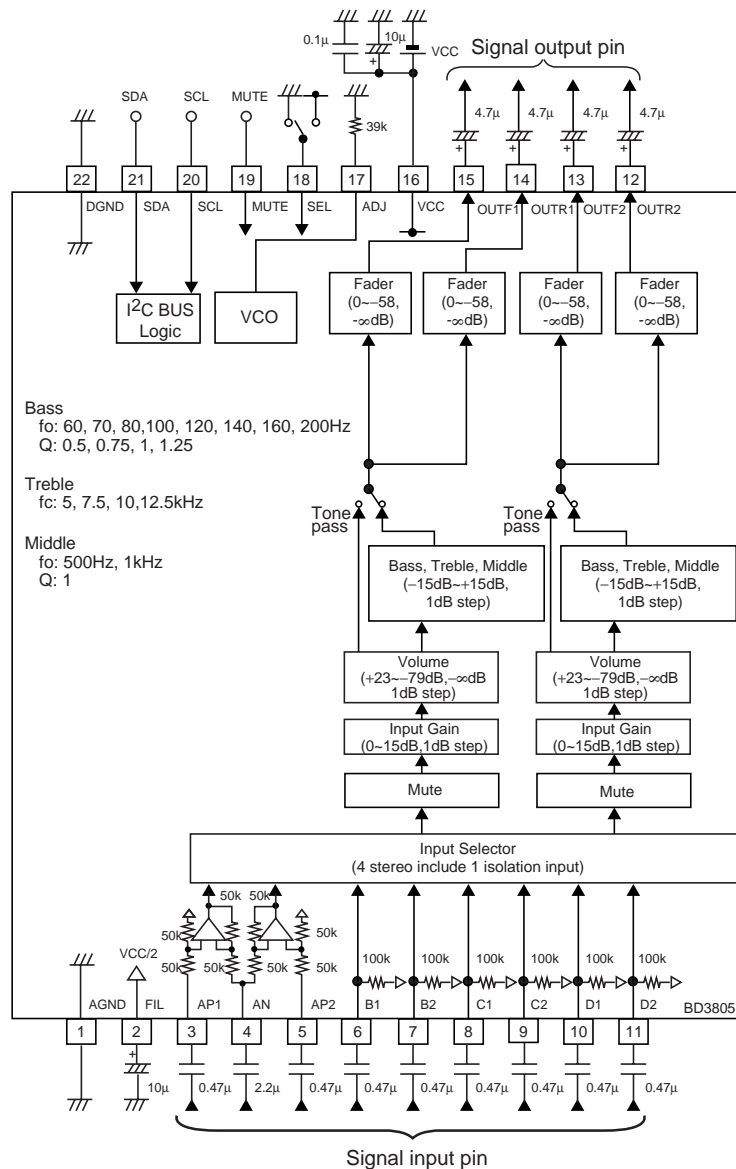 0.1μ
10μ
+
VCC
Signal output pin
SDA
SCL
MUTE
39k
4.7μ
4.7μ
4.7μ
4.7μ
+
+
+
+
22
21
20
19
18
17
16
15
14
13
12
DGND
SDA
SCL
MUTE
SEL
ADJ
VCC
OUTF1
OUTR1
OUTF2
OUTR2
I2C BUS
Logic
VCO
Fader
(0~−58,
-∞dB)
Fader
(0~−58,
-∞dB)
Fader
(0~−58,
-∞dB)
Fader
(0~−58,
-∞dB)
Bass
fo: 60, 70, 80,100, 120, 140, 160, 200Hz
Q: 0.5, 0.75, 1, 1.25
Treble
fc: 5, 7.5, 10,12.5kHz
Middle
fo: 500Hz, 1kHz
Q: 1
Tone
pass
Tone
pass
Bass, Treble, Middle
(−15dB~+15dB,
1dB step)
Bass, Treble, Middle
(−15dB~+15dB,
1dB step)
Volume
(+23~−79dB,−∞dB
1dB step)
Volume
(+23~−79dB,−∞dB
1dB step)
Input Gain
(0~15dB,1dB step)
Input Gain
(0~15dB,1dB step)
Mute
Mute
Input Selector
(4 stereo include 1 isolation input)
50k
50k
50k
50k
50k
50k
50k
50k
100k
100k
100k
100k
100k
100k
VCC/2
AGND
FIL
AP1
AN
AP2
B1
B2
C1
C2
D1
D2
BD3805
1
2
3
4
5
6
7
8
9
10
11
+
10μ
0.47μ
2.2μ
0.47μ
0.47μ
0.47μ
0.47μ
0.47μ
0.47μ
0.47μ
Signal input pin